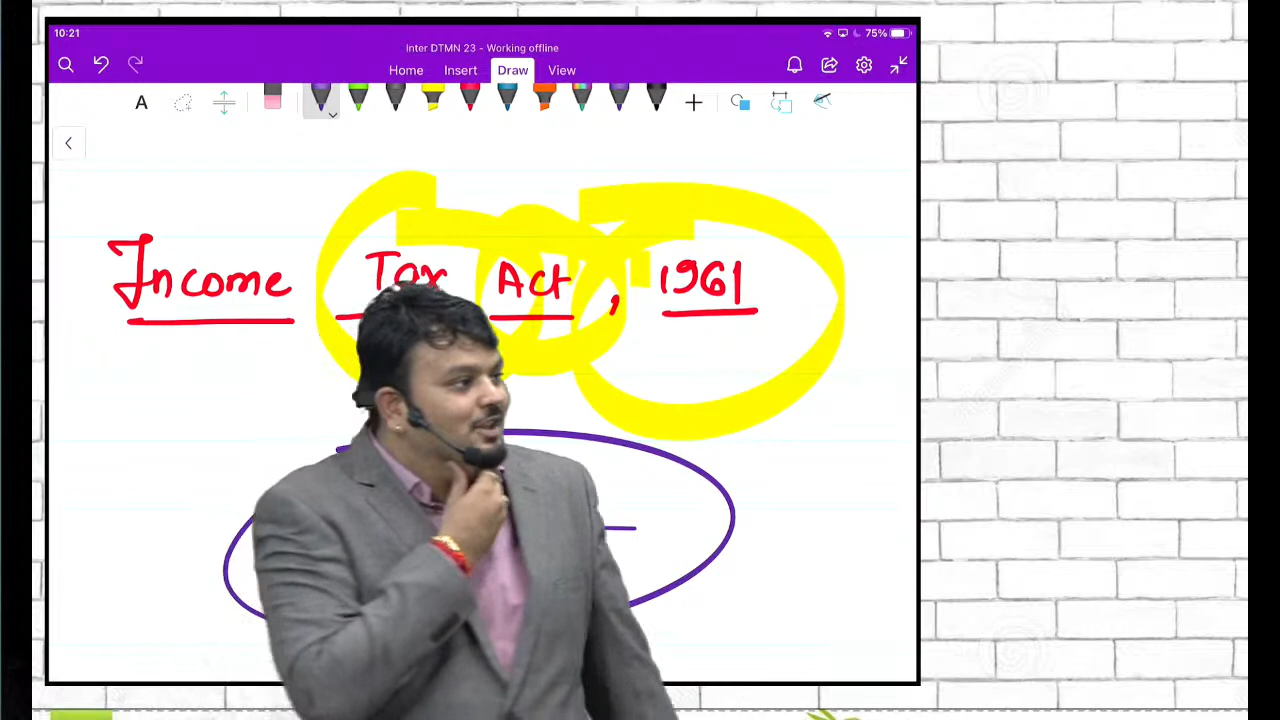 10:21
75%
Inter DTMN 23 - Working offline
Home Insert Draw View
A
Income Tax Act, 1961